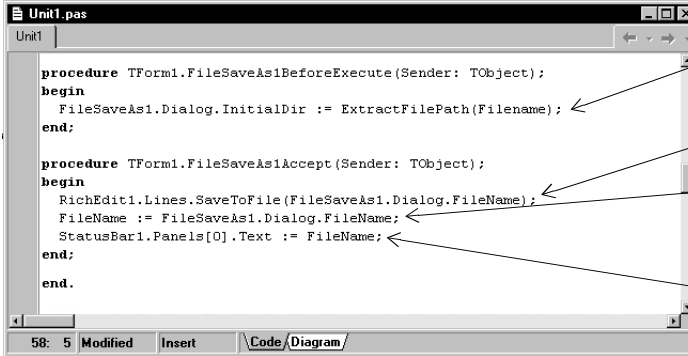 Unit1.pas
Unit1
procedure TForm1.FileSaveAs1BeforeExecute(Sender: TObject);
begin
FileSaveAs1.Dialog.InitialDir := ExtractFilePath(Filename);
end;
procedure TForm1.FileSaveAs1Accept(Sender: TObject);
begin
RichEdit1.Lines.SaveToFile(FileSaveAs1.Dialog.FileName);
FileName := FileSaveAs1.Dialog.FileName;
StatusBar1.Panels[0].Text := FileName;
end;
end.
58: 5 Modified Insert Code Diagram